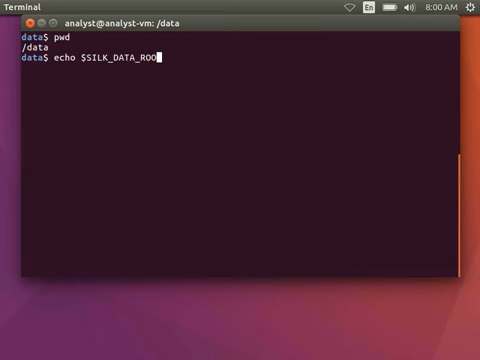 Terminal
En
8:00 AM
analyst@analyst-vm: /data
data$ pwd
/data
data$ echo $SILK_DATA_ROO